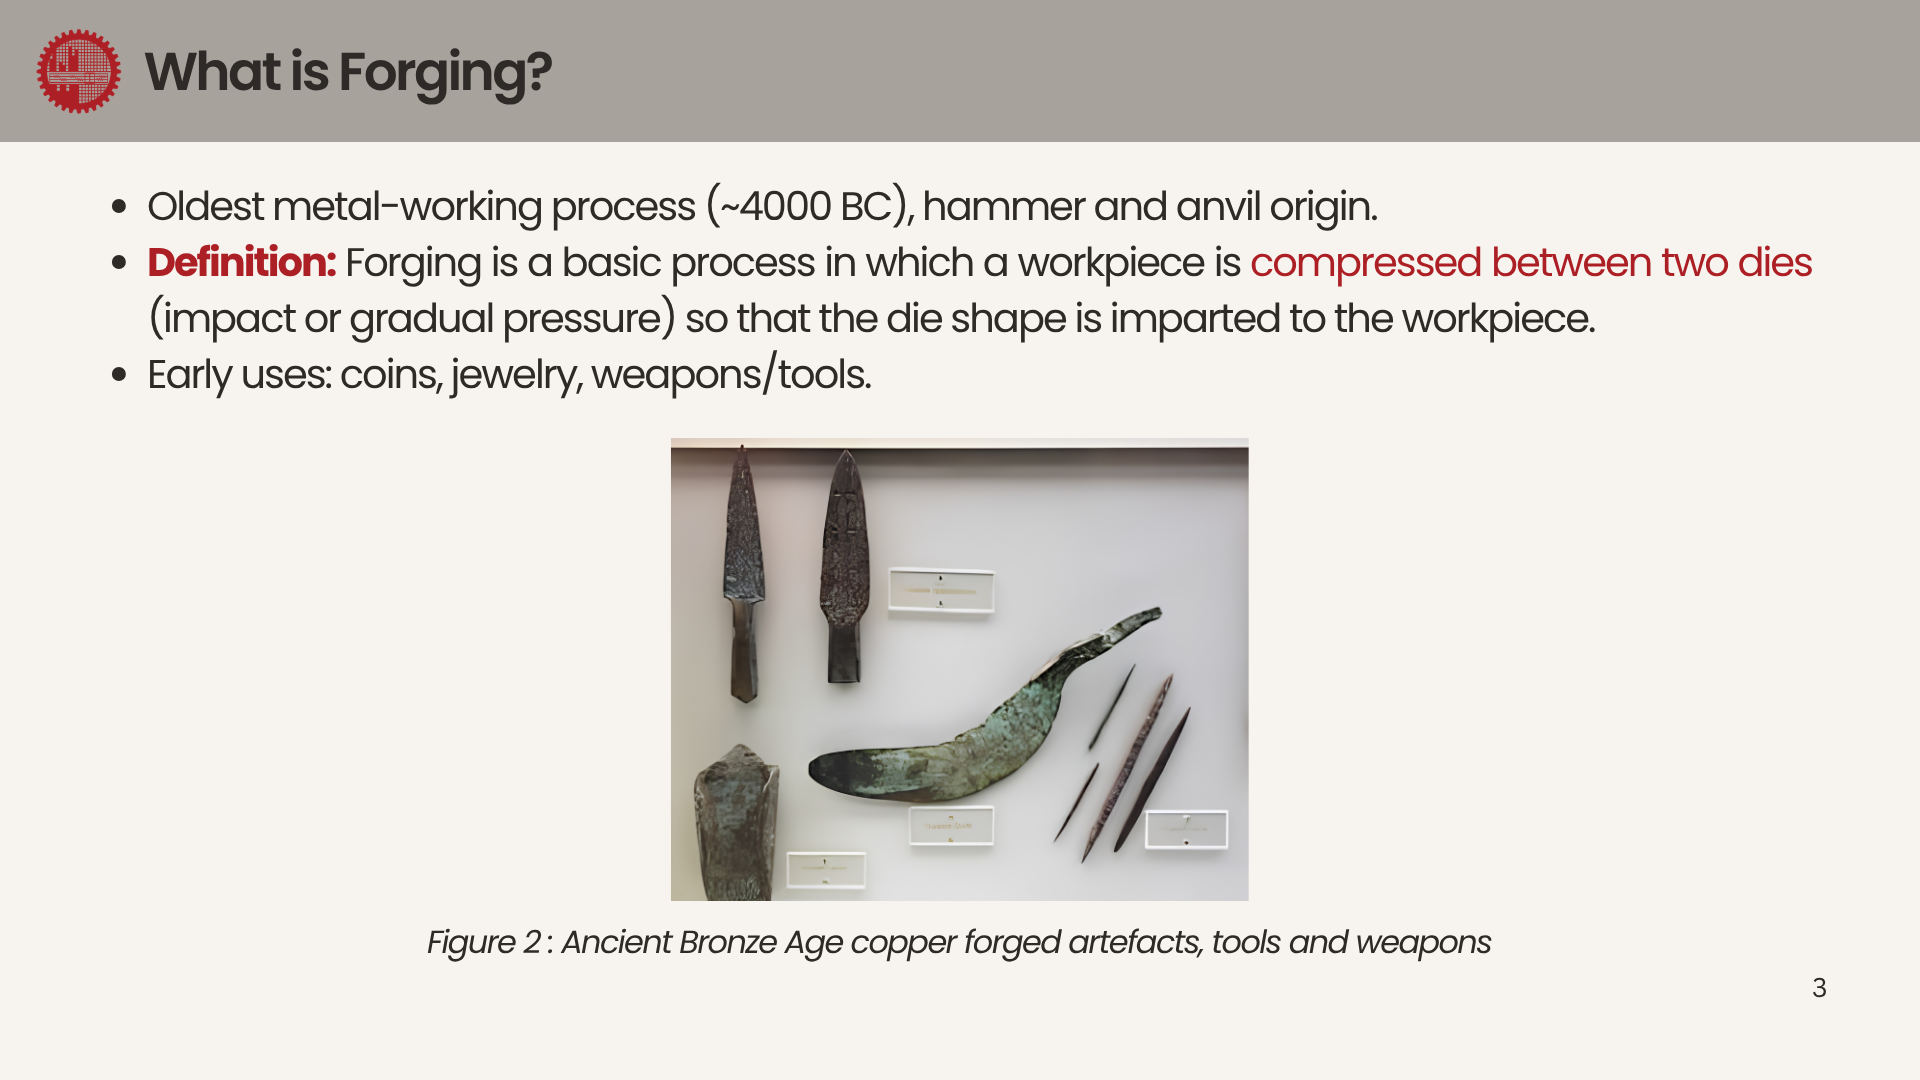 What is Forging?
Oldest metal-working process (~4000 BC), hammer and anvil origin.
Definition: Forging is a basic process in which a workpiece is compressed between two dies
(impact or gradual pressure) so that the die shape is imparted to the workpiece.
Early uses: coins, jewelry, weapons/tools.
Figure 2 : Ancient Bronze Age copper forged artefacts, tools and weapons
3